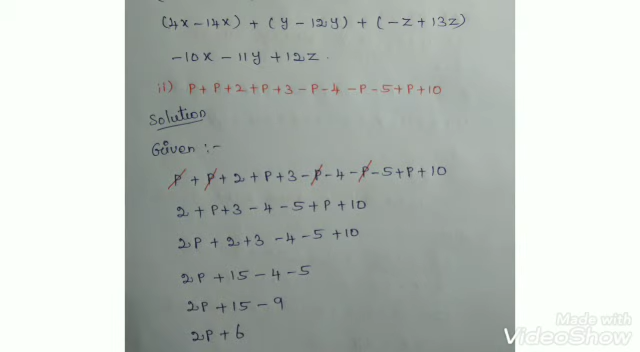 (4x - 14x) + (y - 12y) + (-z + 13z)
-10x - 11y + 12z.
ii) P + P + 2 + P + 3 - P - 4 - P - 5 + P + 10
Solution
Given :-
P + P + 2 + P + 3 - P - 4 - P - 5 + P + 10
2 + P + 3 - 4 - 5 + P + 10
2P + 2 + 3 - 4 - 5 + 10
2P + 15 - 4 - 5
2P + 15 - 9
2P + 6
Made with
VideoShow